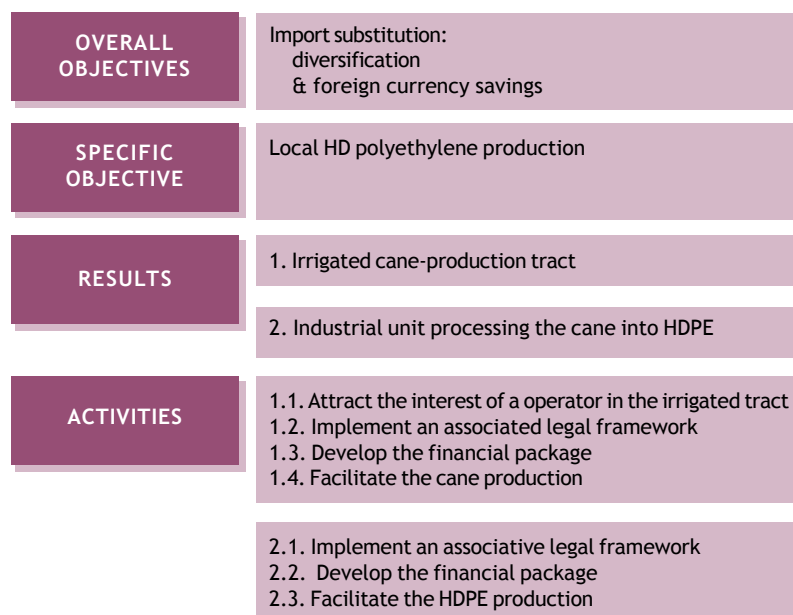 OVERALL
OBJECTIVES
Import substitution:
diversification
& foreign currency savings
SPECIFIC
OBJECTIVE
Local HD polyethylene production
RESULTS
1. Irrigated cane-production tract
2. Industrial unit processing the cane into HDPE
ACTIVITIES
1.1. Attract the interest of a operator in the irrigated tract
1.2. Implement an associated legal framework
1.3. Develop the financial package
1.4. Facilitate the cane production
2.1. Implement an associative legal framework
2.2. Develop the financial package
2.3. Facilitate the HDPE production